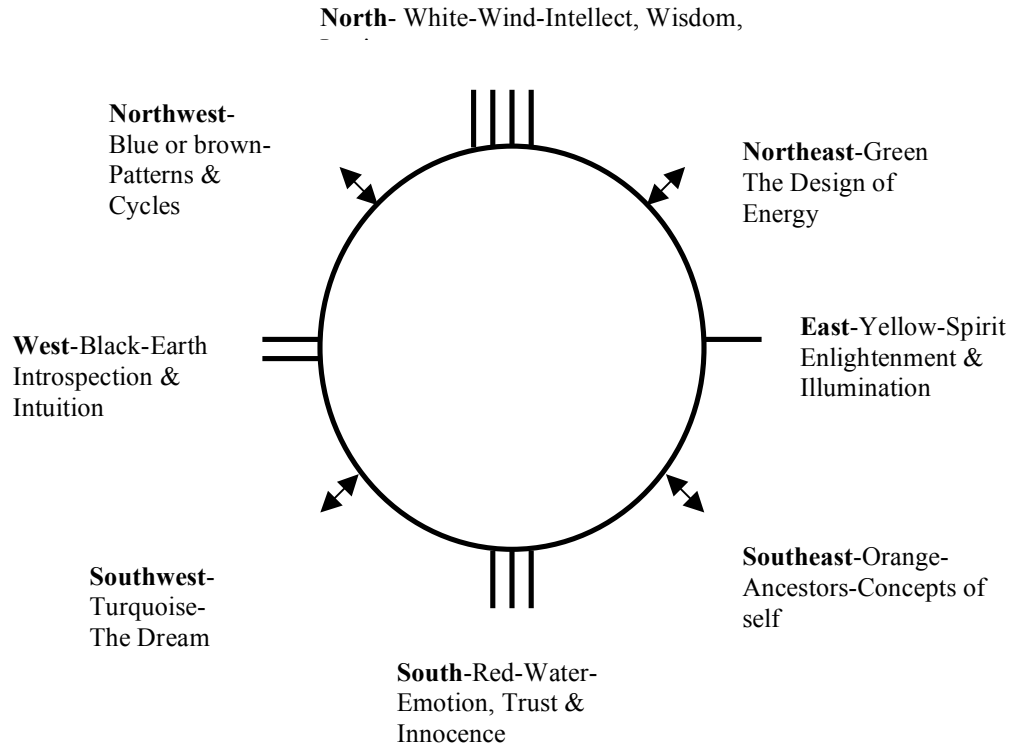 North- White-Wind-Intellect, Wisdom,
Northwest-
Blue or brown-
Patterns &
Cycles
Northeast-Green
The Design of
Energy
West-Black-Earth
Introspection &
Intuition
East-Yellow-Spirit
Enlightenment &
Illumination
Southwest-
Turquoise-
The Dream
Southeast-Orange-
Ancestors-Concepts of
self
South-Red-Water-
Emotion, Trust &
Innocence